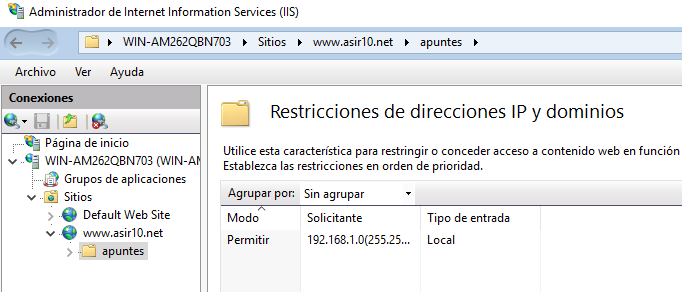 Administrador de Internet Information Services (IIS)
WIN-AM262QBN703 Sitios www.asir10.net apuntes
Archivo Ver Ayuda
Conexiones
Página de inicio
WIN-AM262QBN703 (WIN-AM
Grupos de aplicaciones
Sitios
Default Web Site
www.asir10.net
apuntes
Restricciones de direcciones IP y dominios
Utilice esta característica para restringir o conceder acceso a contenido web en función
Establezca las restricciones en orden de prioridad.
Agrupar por: Sin agrupar
Modo Solicitante Tipo de entrada
Permitir 192.168.1.0(255.25... Local